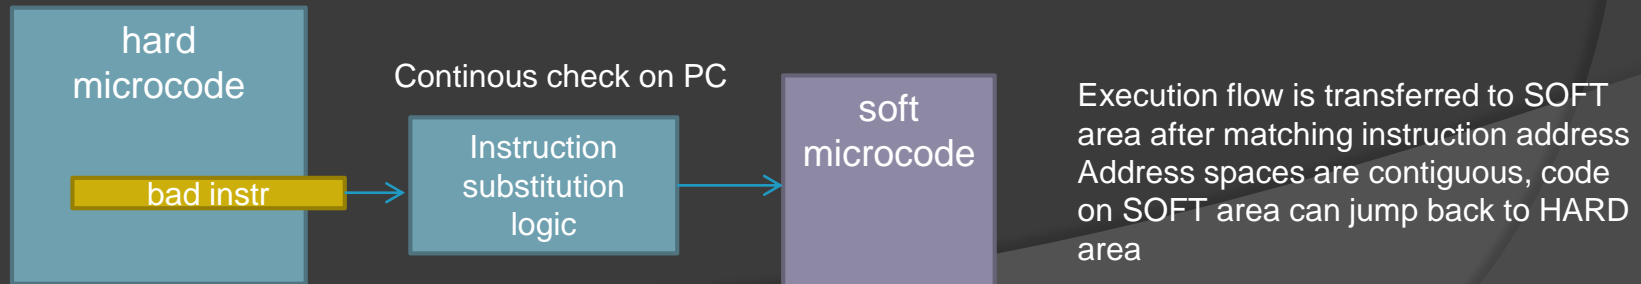 hard
microcode
bad instr
Continous check on PC
Instruction
substitution
logic
soft
microcode
Execution flow is transferred to SOFT
area after matching instruction address
Address spaces are contiguous, code
on SOFT area can jump back to HARD
area